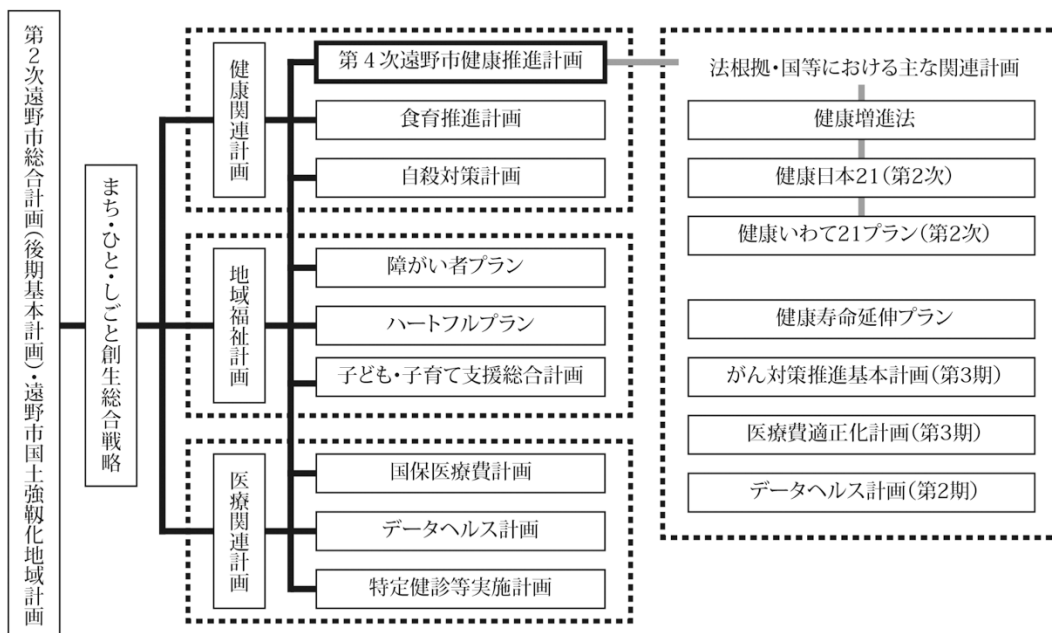 第2次遠野市総合計画(後期基本計画)・遠野市国土強靱化地域計画
まち・ひと・しごと創生総合戦略
健康関連計画
第4次遠野市健康推進計画
食育推進計画
自殺対策計画
地域福祉計画
障がい者プラン
ハートフルプラン
子ども・子育て支援総合計画
医療関連計画
国保医療費計画
データヘルス計画
特定健診等実施計画
法根拠・国等における主な関連計画
健康増進法
健康日本21(第2次)
健康いわて21プラン(第2次)
健康寿命延伸プラン
がん対策推進基本計画(第3期)
医療費適正化計画(第3期)
データヘルス計画(第2期)